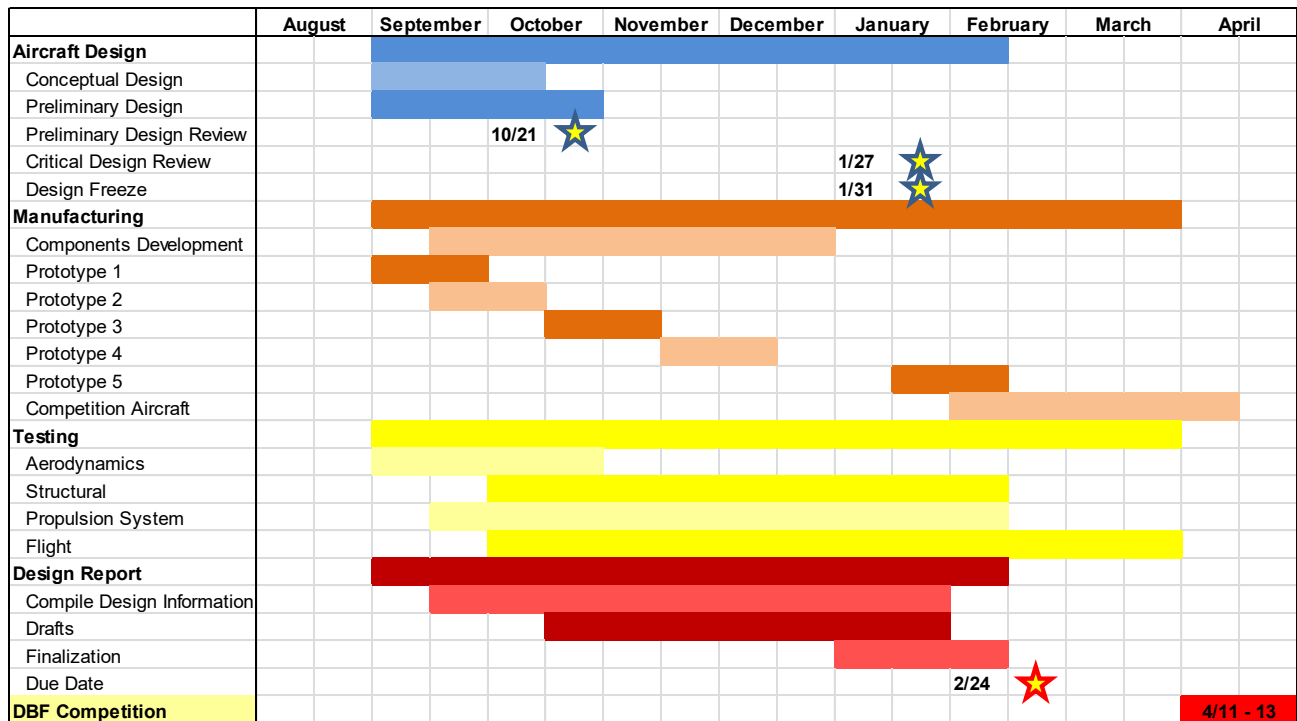 August September October November December January February March April
Aircraft Design
Conceptual Design
Preliminary Design
Preliminary Design Review 10/21
Critical Design Review 1/27
Design Freeze 1/31
Manufacturing
Components Development
Prototype 1
Prototype 2
Prototype 3
Prototype 4
Prototype 5
Competition Aircraft
Testing
Aerodynamics
Structural
Propulsion System
Flight
Design Report
Compile Design Information
Drafts
Finalization
Due Date 2/24
DBF Competition 4/11 - 13